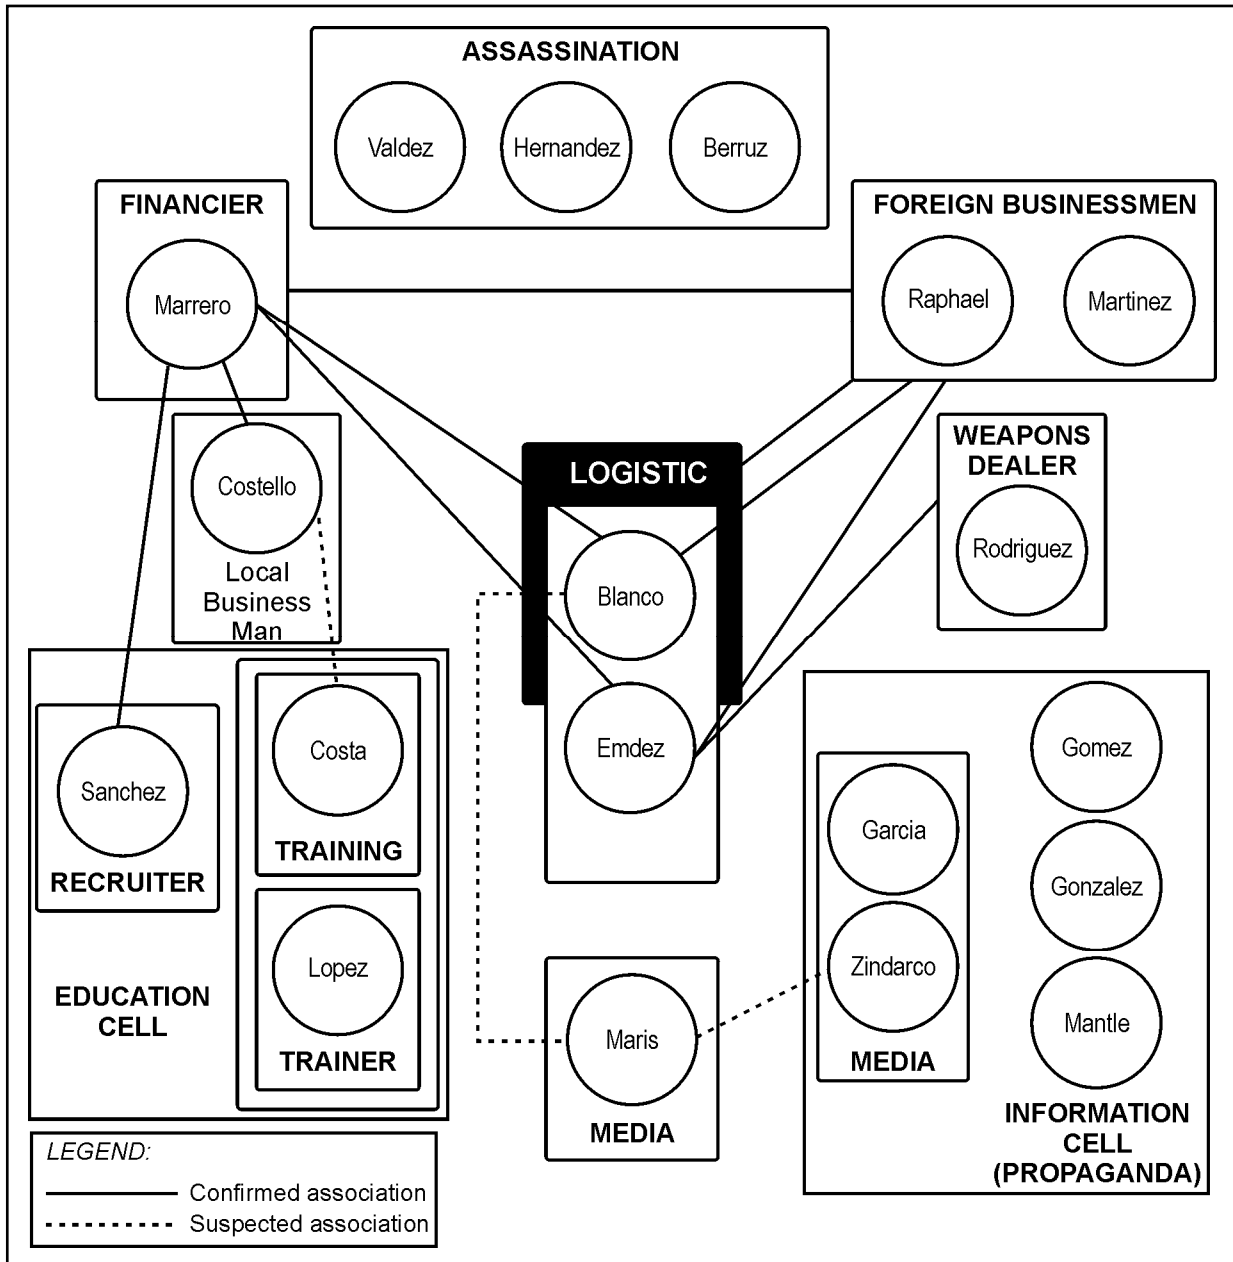 ASSASSINATION
Valdez
Hernandez
Berruz
FINANCIER
Marrero
FOREIGN BUSINESSMEN
Raphael
Martinez
Costello
Local
Business
Man
LOGISTIC
Blanco
Emdez
WEAPONS
DEALER
Rodriguez
Sanchez
RECRUITER
Costa
TRAINING
Lopez
TRAINER
EDUCATION
CELL
Maris
MEDIA
Garcia
Zindarco
MEDIA
Gomez
Gonzalez
Mantle
INFORMATION
CELL
(PROPAGANDA)
LEGEND:
Confirmed association
Suspected association